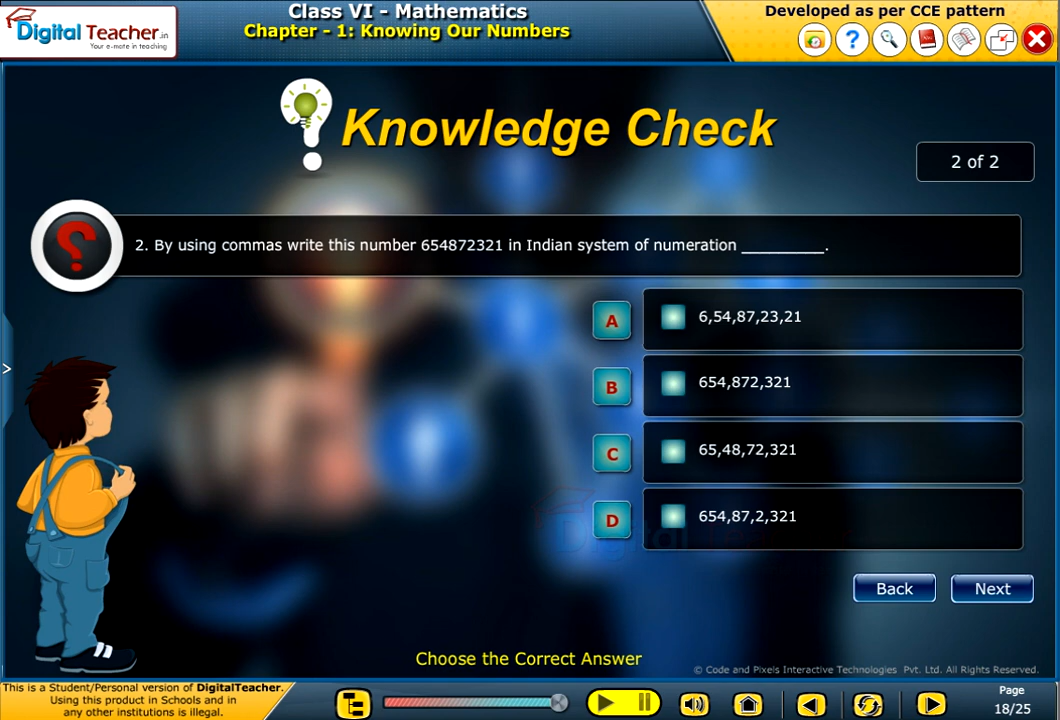 Digital Teacher.in
Your e-mate in teaching
Class VI - Mathematics
Chapter - 1: Knowing Our Numbers
Developed as per CCE pattern
?
Knowledge Check
2 of 2
?
2. By using commas write this number 654872321 in Indian system of numeration _________.
A
6,54,87,23,21
B
654,872,321
C
65,48,72,321
D
654,87,2,321
>
Back
Next
Choose the Correct Answer
© Code and Pixels Interactive Technologies Pvt. Ltd. All Rights Reserved.
This is a Student/Personal version of DigitalTeacher.
Using this product in Schools and in
any other institutions is illegal.
Page
18/25